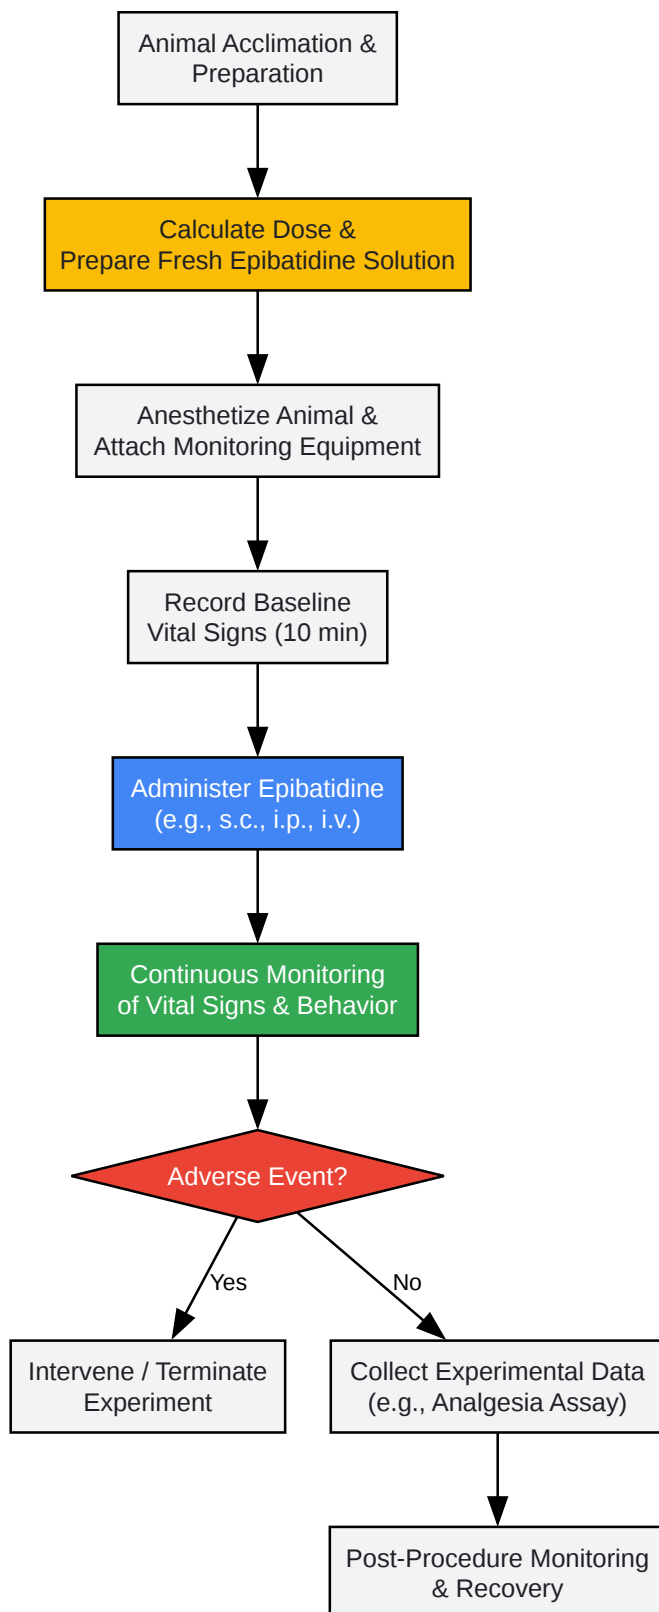 Animal Acclimation &
Preparation
Calculate Dose &
Prepare Fresh Epibatidine Solution
Anesthetize Animal &
Attach Monitoring Equipment
Record Baseline
Vital Signs (10 min)
Administer Epibatidine
(e.g., s.c., i.p., i.v.)
Continuous Monitoring
of Vital Signs & Behavior
Adverse Event?
Yes
No
Intervene / Terminate
Experiment
Collect Experimental Data
(e.g., Analgesia Assay)
Post-Procedure Monitoring
& Recovery